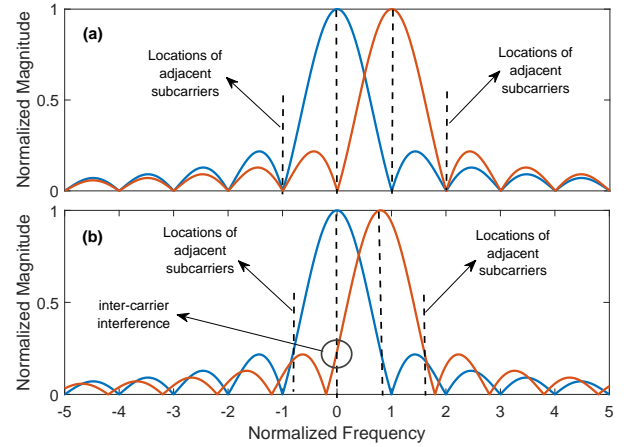 (a)
Locations of
adjacent
subcarriers
Locations of
adjacent
subcarriers
Normalized Magnitude
1
0.5
0
(b)
Locations of
adjacent
subcarriers
Locations of
adjacent
subcarriers
inter-carrier
interference
Normalized Magnitude
1
0.5
0
-5 -4 -3 -2 -1 0 1 2 3 4 5
Normalized Frequency